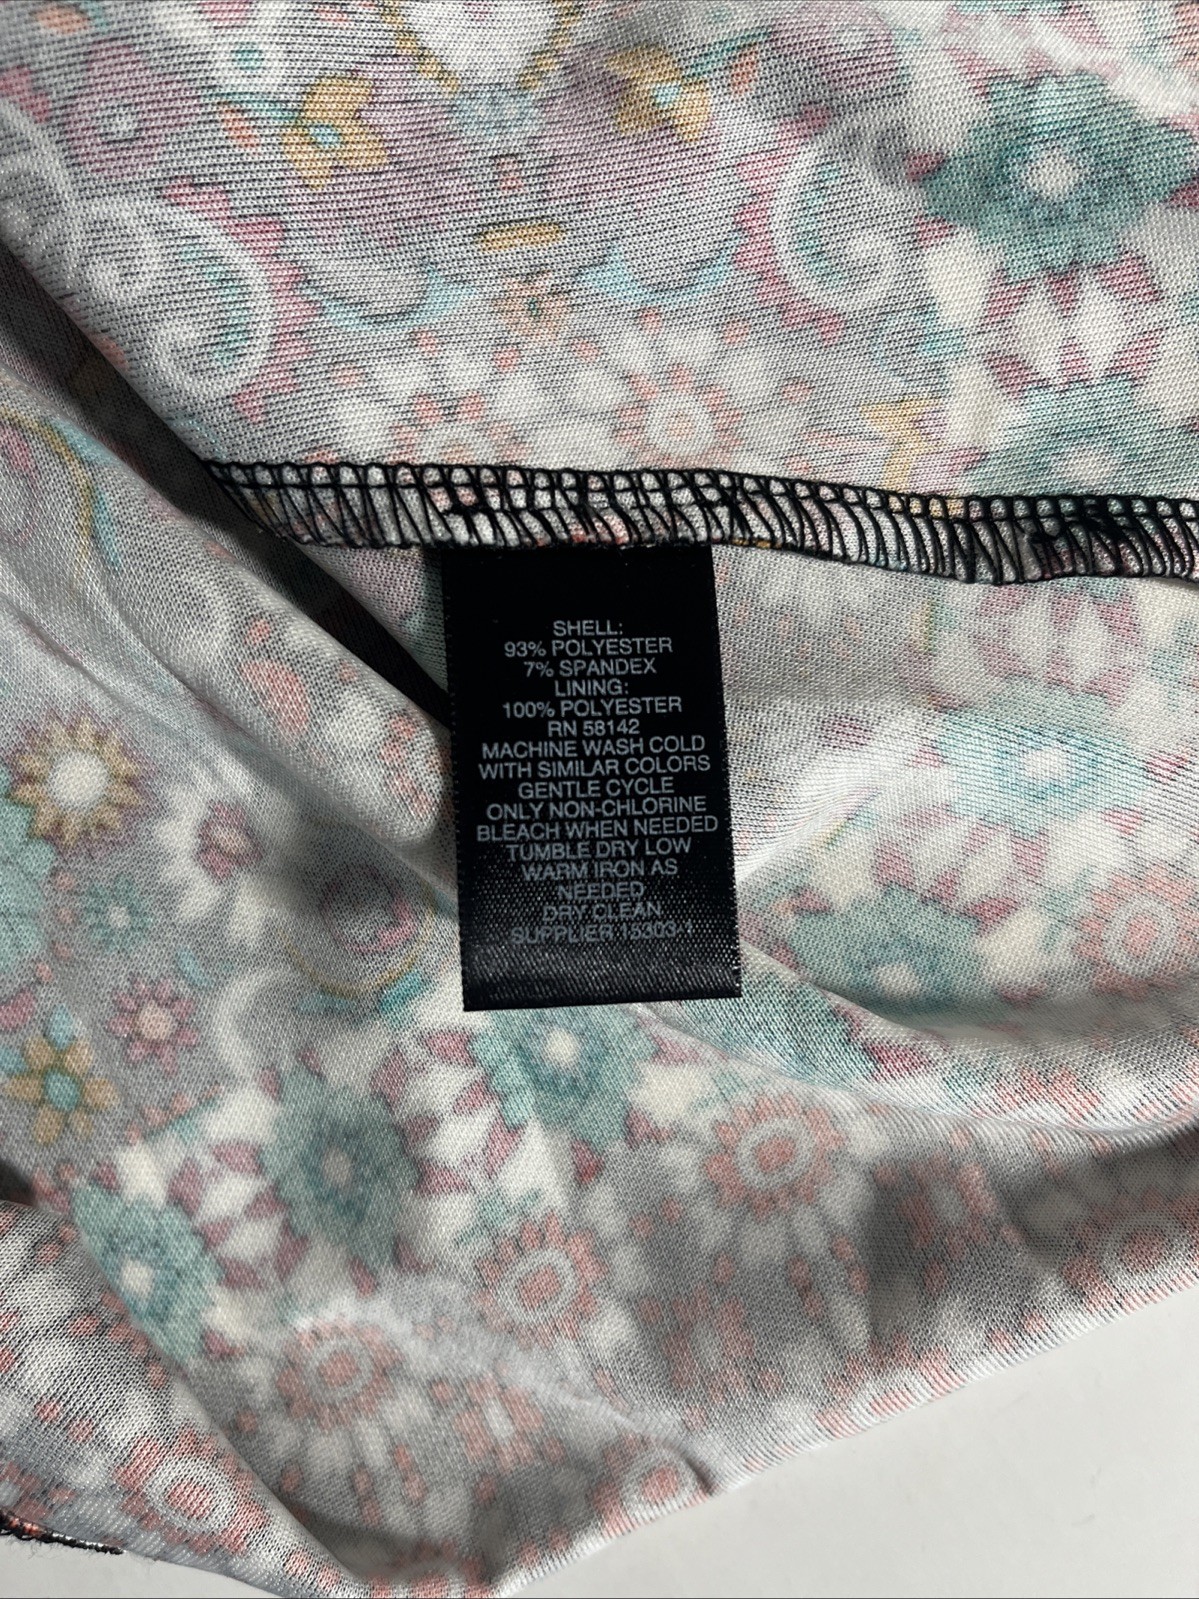 SHELL:
93% POLYESTER
7% SPANDEX
LINING:
100% POLYESTER
RN 58142
MACHINE WASH COLD
WITH SIMILAR COLORS
GENTLE CYCLE
ONLY NON-CHLORINE
BLEACH WHEN NEEDED
TUMBLE DRY LOW
WARM IRON AS
NEEDED
DRY CLEAN
SUPPLIER 15303-1